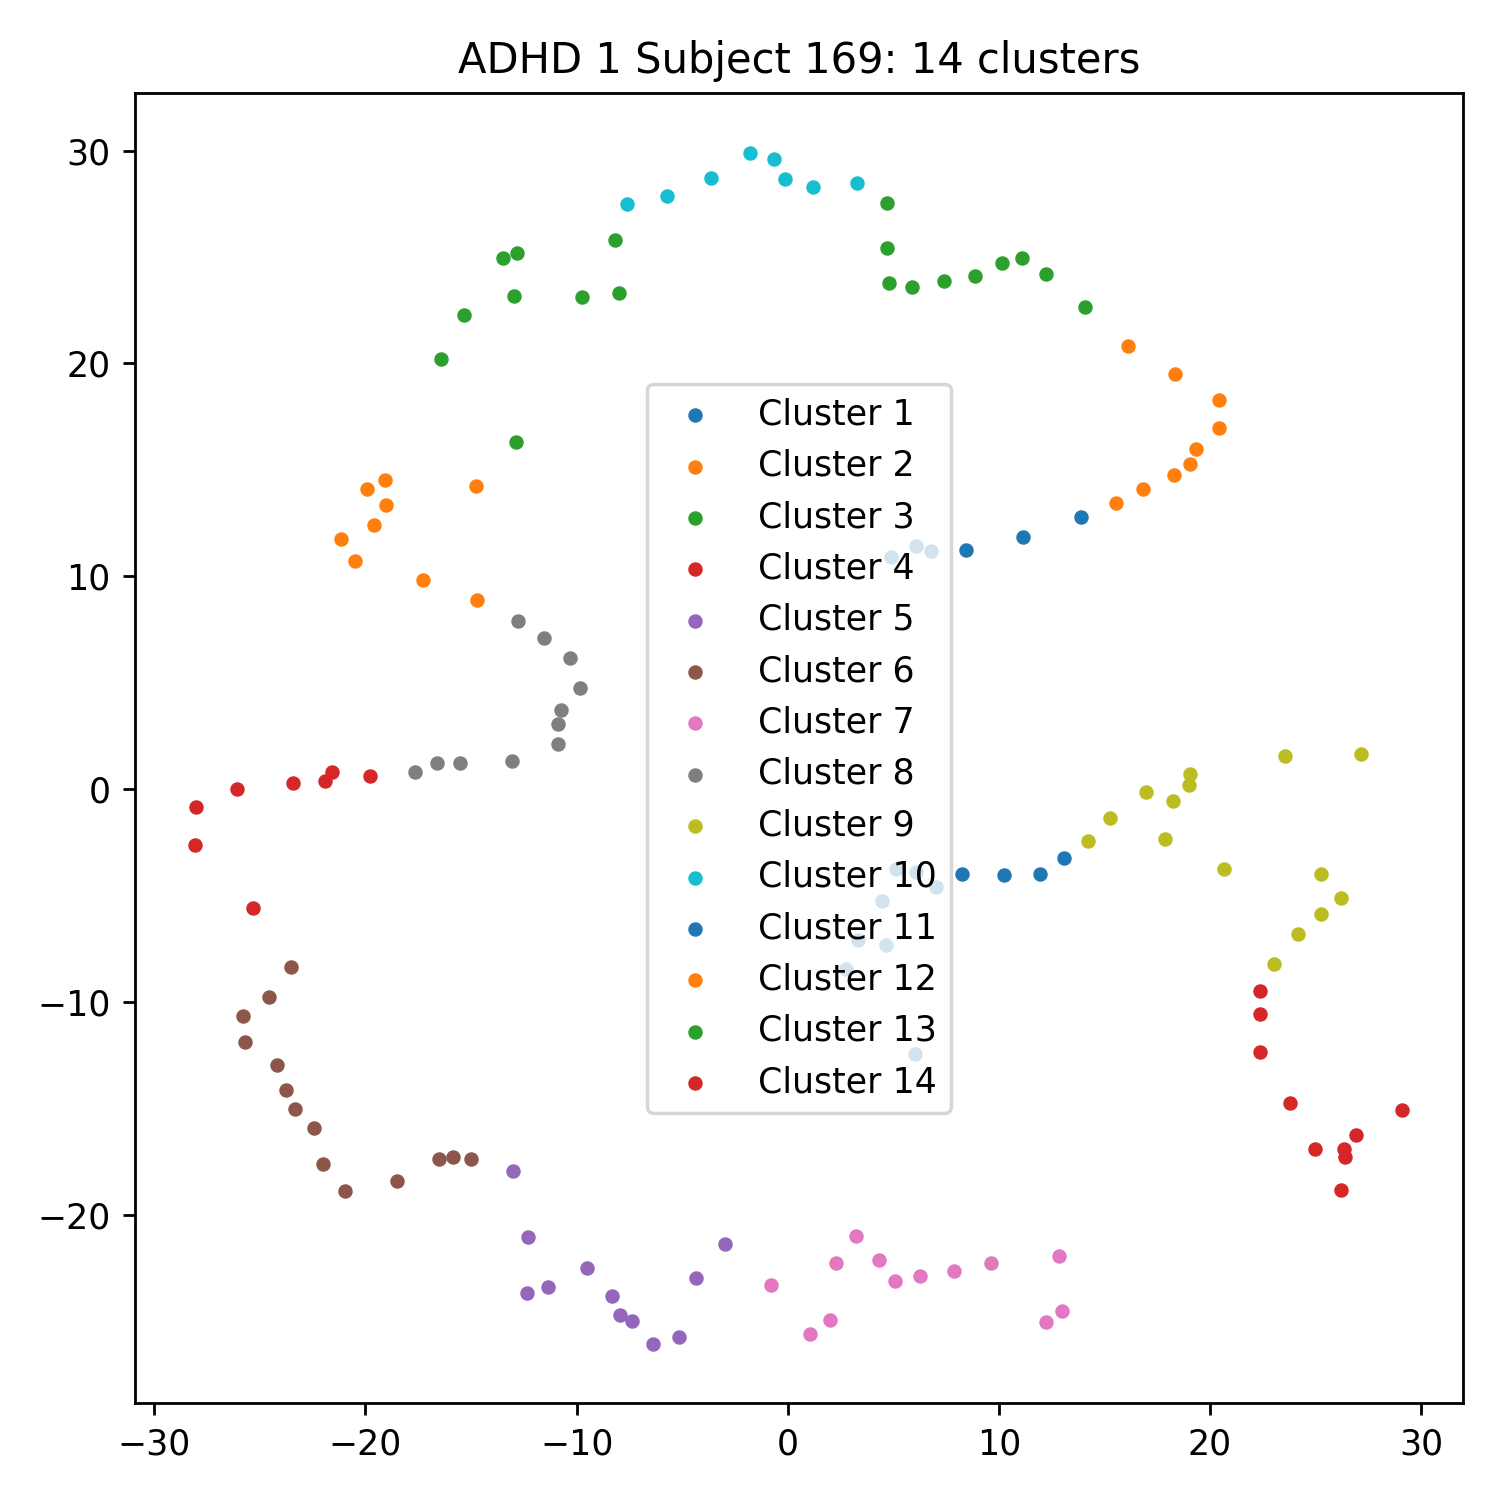 ADHD 1 Subject 169: 14 clusters
30
20
10
0
−10
−20
Cluster 1
Cluster 2
Cluster 3
Cluster 4
Cluster 5
Cluster 6
Cluster 7
Cluster 8
Cluster 9
Cluster 10
Cluster 11
Cluster 12
Cluster 13
Cluster 14
−30 −20 −10 0 10 20 30